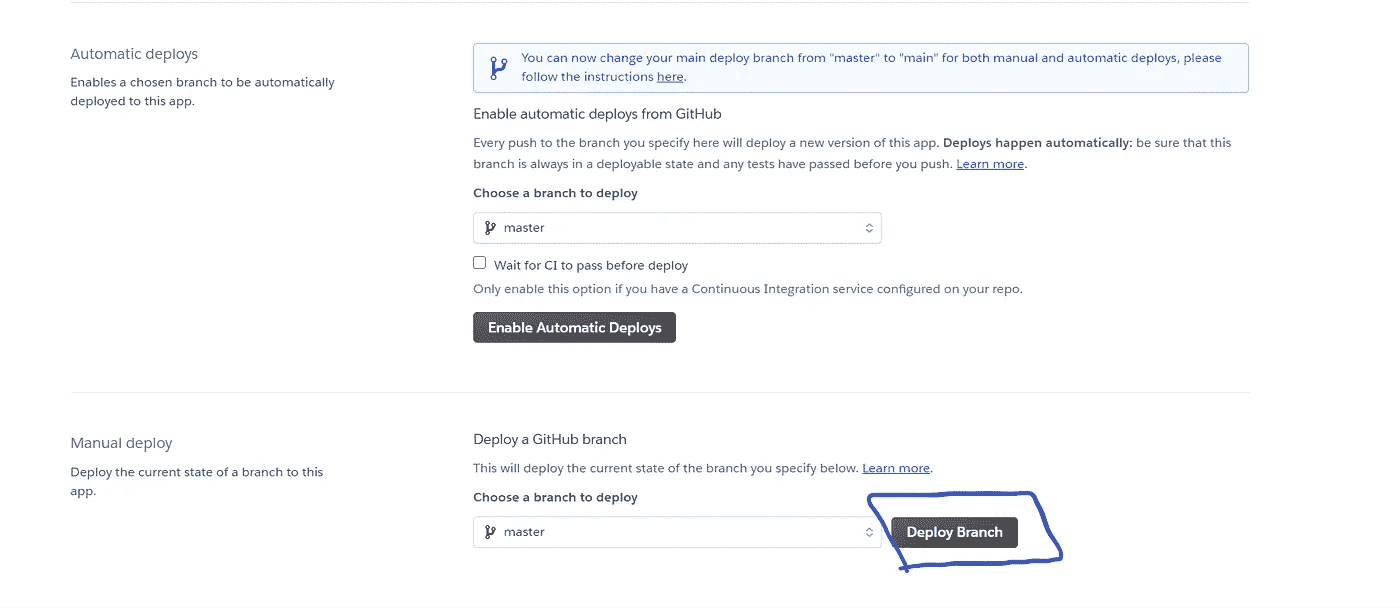 Automatic deploys
Enables a chosen branch to be automatically
deployed to this app.
You can now change your main deploy branch from "master" to "main" for both manual and automatic deploys, please
follow the instructions here.
Enable automatic deploys from GitHub
Every push to the branch you specify here will deploy a new version of this app. Deploys happen automatically: be sure that this
branch is always in a deployable state and any tests have passed before you push. Learn more.
Choose a branch to deploy
master
Wait for CI to pass before deploy
Only enable this option if you have a Continuous Integration service configured on your repo.
Enable Automatic Deploys
Manual deploy
Deploy the current state of a branch to this
app.
Deploy a GitHub branch
This will deploy the current state of the branch you specify below. Learn more.
Choose a branch to deploy
master
Deploy Branch